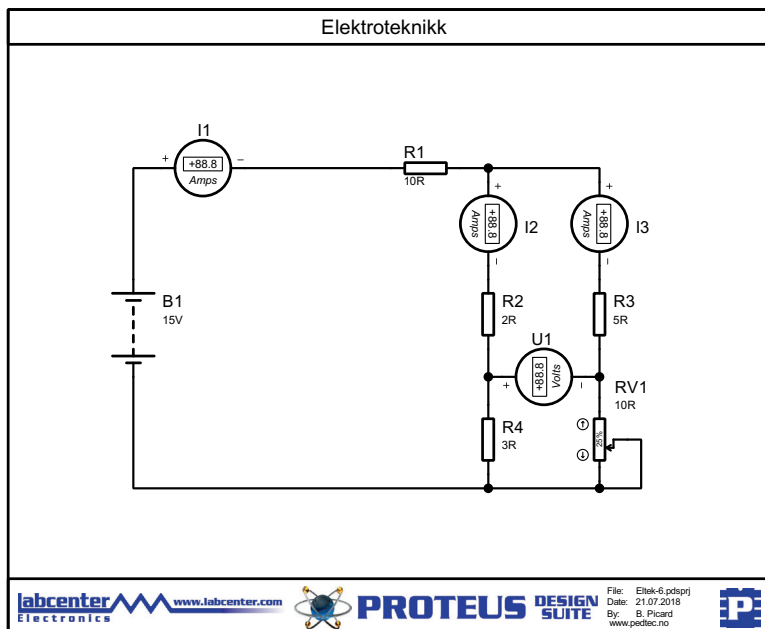 Elektroteknikk
I1
+ +88.8 −
Amps
R1
10R
+ +
+88.8 Amps I2
+88.8 Amps I3
− −
B1
15V
R2
2R
R3
5R
U1
+ +88.8 Volts −
RV1
10R
R4
3R
25%
labcenter www.labcenter.com
Electronics
PROTEUS DESIGN SUITE
File: Eltek-6.pdsprj
Date: 21.07.2018
By: B. Picard
www.pedtec.no
P